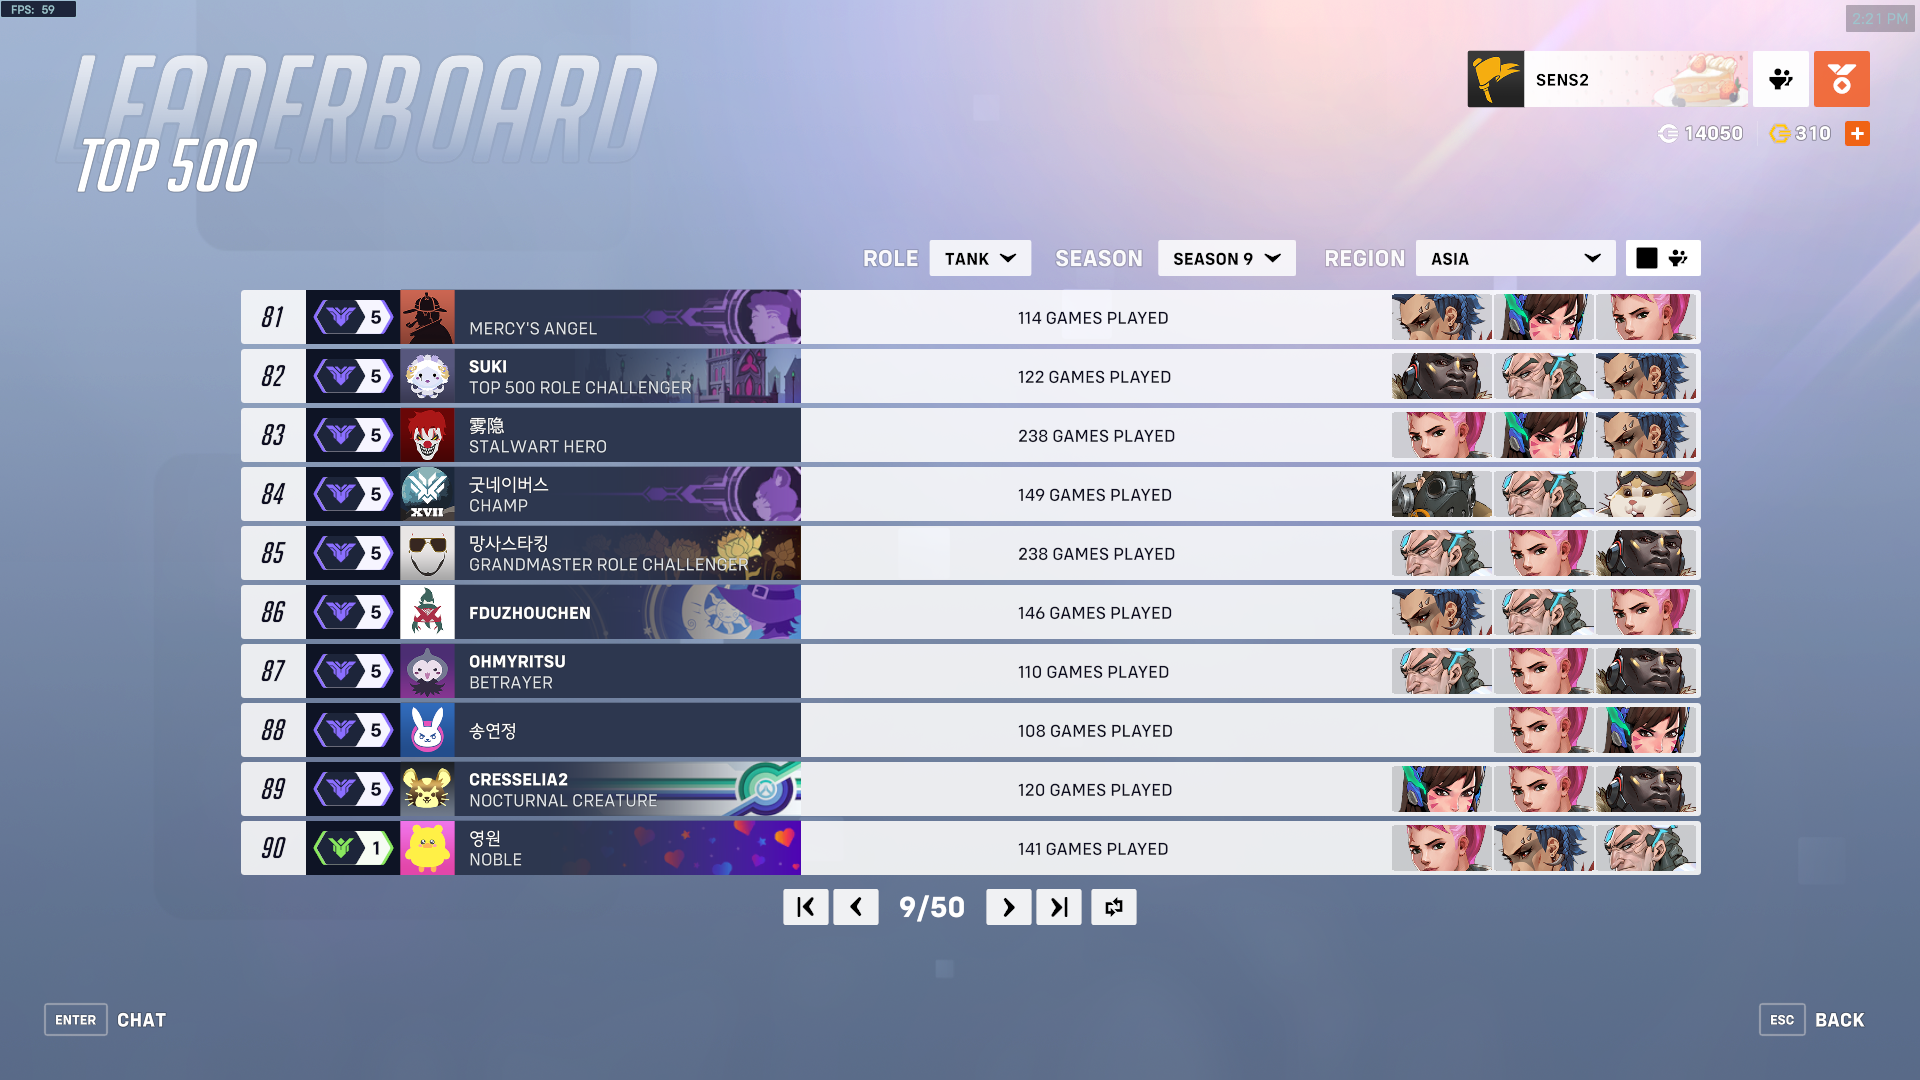 FPS: 59
2:21 PM
LEADERBOARD
TOP 500
SENS2
14050
310
ROLE TANK SEASON SEASON 9 REGION ASIA
81 5 MERCY'S ANGEL 114 GAMES PLAYED
82 5 SUKI 122 GAMES PLAYED
TOP 500 ROLE CHALLENGER
83 5 雾隐 238 GAMES PLAYED
STALWART HERO
84 XVII 5 굿네이버스 149 GAMES PLAYED
CHAMP
85 5 망사스타킹 238 GAMES PLAYED
GRANDMASTER ROLE CHALLENGER
86 5 FDUZHOUCHEN 146 GAMES PLAYED
87 5 OHMYRITSU 110 GAMES PLAYED
BETRAYER
88 5 송연정 108 GAMES PLAYED
89 5 CRESSELIA2 120 GAMES PLAYED
NOCTURNAL CREATURE
90 1 영원 141 GAMES PLAYED
NOBLE
9/50
ENTER CHAT
ESC BACK